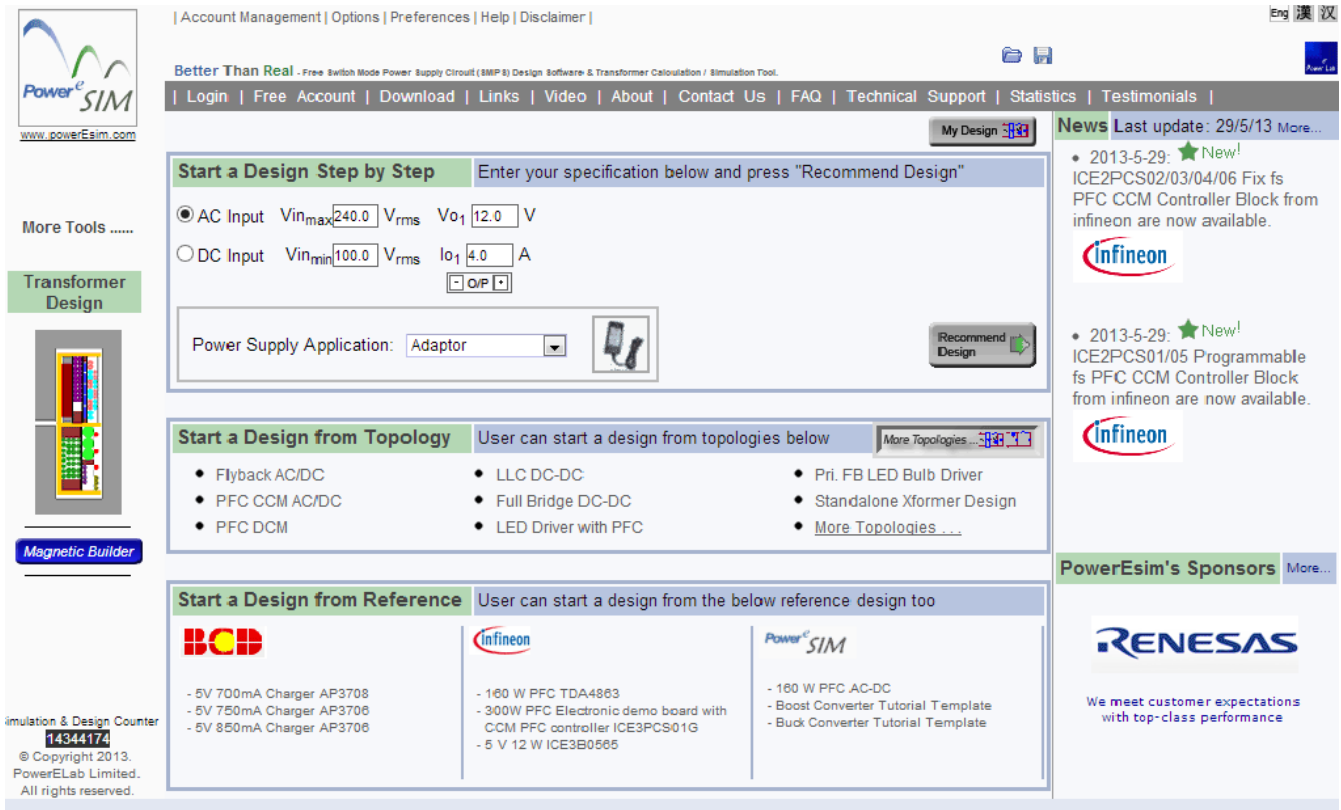 | Account Management | Options | Preferences | Help | Disclaimer |
Eng 漢 汉
Power e SIM
www.powerEsim.com
Better Than Real - Free Switch Mode Power Supply Circuit (SMPS) Design Software & Transformer Calculation / Simulation Tool.
Power Lab
| Login | Free Account | Download | Links | Video | About | Contact Us | FAQ | Technical Support | Statistics | Testimonials |
My Design
Start a Design Step by Step Enter your specification below and press "Recommend Design"
AC Input Vinmax 240.0 Vrms Vo1 12.0 V
DC Input Vinmin 100.0 Vrms Io1 4.0 A
- O/P +
Power Supply Application: Adaptor
Recommend
Design
More Tools ......
Transformer
Design
Magnetic Builder
Start a Design from Topology User can start a design from topologies below More Topologies ...
• Flyback AC/DC
• PFC CCM AC/DC
• PFC DCM
• LLC DC-DC
• Full Bridge DC-DC
• LED Driver with PFC
• Pri. FB LED Bulb Driver
• Standalone Xformer Design
• More Topologies ...
Start a Design from Reference User can start a design from the below reference design too
BCD
- 5V 700mA Charger AP3708
- 5V 750mA Charger AP3706
- 5V 850mA Charger AP3706
infineon
- 160 W PFC TDA4863
- 300W PFC Electronic demo board with
CCM PFC controller ICE3PCS01G
- 5 V 12 W ICE3B0565
Power e SIM
- 160 W PFC AC-DC
- Boost Converter Tutorial Template
- Buck Converter Tutorial Template
Simulation & Design Counter
14344174
© Copyright 2013.
PowerELab Limited.
All rights reserved.
News Last update: 29/5/13 More...
• 2013-5-29: New!
ICE2PCS02/03/04/06 Fix fs
PFC CCM Controller Block from
infineon are now available.
infineon
• 2013-5-29: New!
ICE2PCS01/05 Programmable
fs PFC CCM Controller Block
from infineon are now available.
infineon
PowerEsim's Sponsors More...
RENESAS
We meet customer expectations
with top-class performance